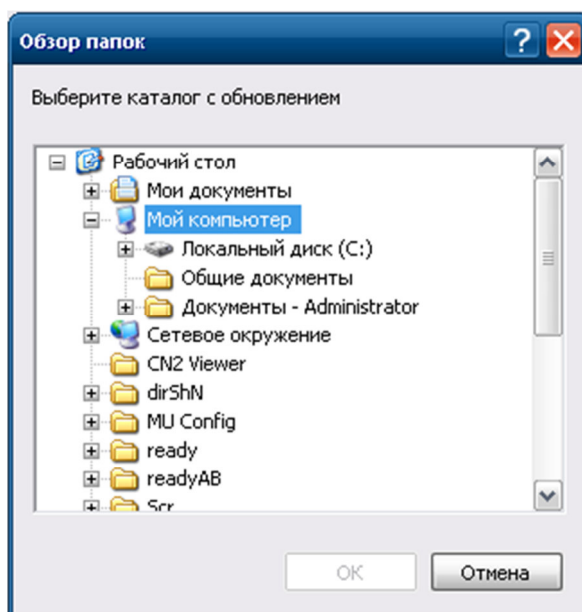 Обзор папок
Выберите каталог с обновлением
Рабочий стол
Мои документы
Мой компьютер
Локальный диск (C:)
Общие документы
Документы - Administrator
Сетевое окружение
CN2 Viewer
dirShN
MU Config
ready
readyAB
Scr
OK
Отмена